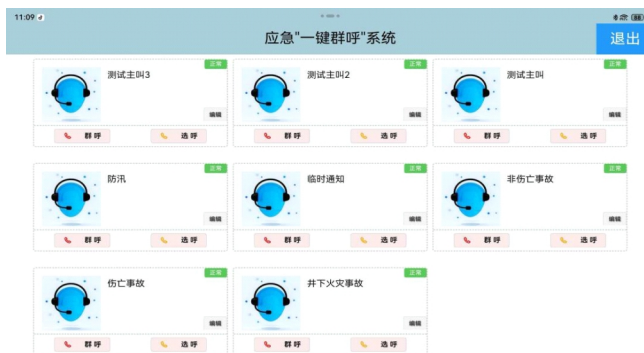 11:09
应急"一键群呼"系统
退出
测试主叫3
正常
编辑
群呼
选呼
测试主叫2
正常
编辑
群呼
选呼
测试主叫
正常
编辑
群呼
选呼
防汛
正常
编辑
群呼
选呼
临时通知
正常
编辑
群呼
选呼
非伤亡事故
正常
编辑
群呼
选呼
伤亡事故
正常
编辑
群呼
选呼
井下火灾事故
正常
编辑
群呼
选呼